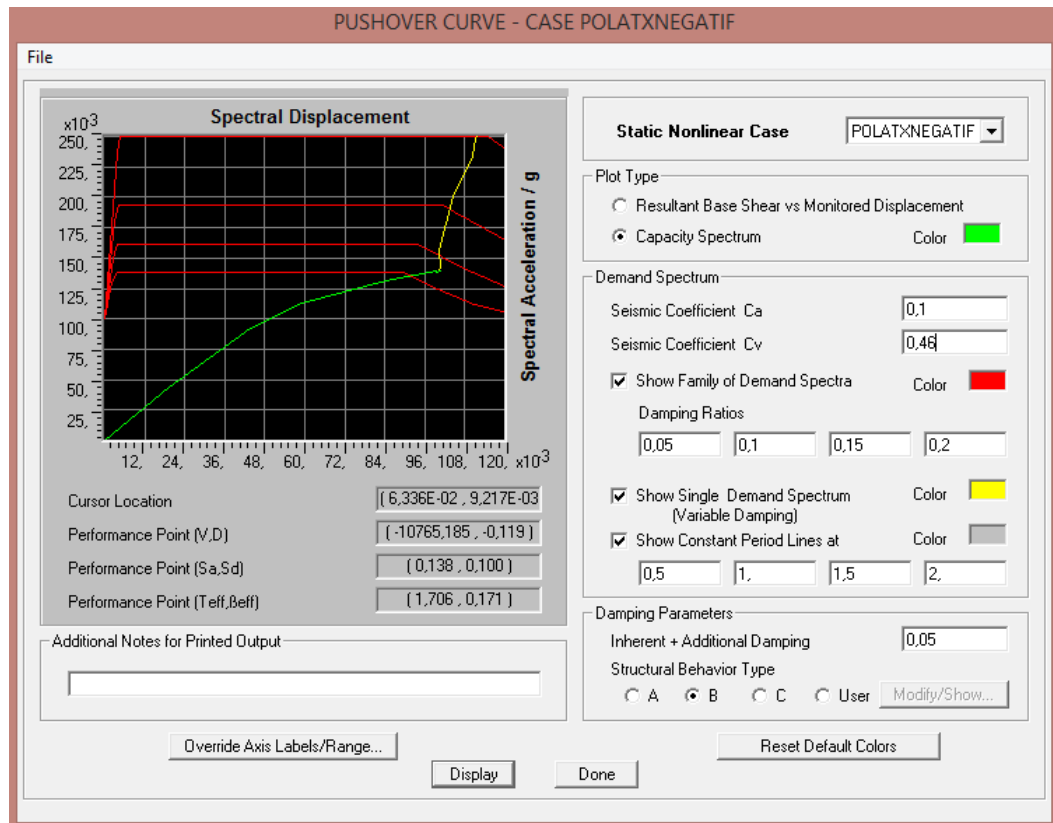 PUSHOVER CURVE - CASE POLATXNEGATIF
File
Spectral Displacement
x10-3
250,
225,
200,
175,
150,
125,
100,
75,
50,
25,
Spectral Acceleration / g
12, 24, 36, 48, 60, 72, 84, 96, 108, 120, x10-3
Cursor Location ( 6,336E-02 , 9,217E-03
Performance Point (V,D) ( -10765,185 , -0,119 )
Performance Point (Sa,Sd) ( 0,138 , 0,100 )
Performance Point (Teff,ßeff) ( 1,706 , 0,171 )
Additional Notes for Printed Output
Static Nonlinear Case POLATXNEGATIF
Plot Type
Resultant Base Shear vs Monitored Displacement
Capacity Spectrum Color
Demand Spectrum
Seismic Coefficient Ca 0,1
Seismic Coefficient Cv 0,46
Show Family of Demand Spectra Color
Damping Ratios
0,05 0,1 0,15 0,2
Show Single Demand Spectrum Color
(Variable Damping)
Show Constant Period Lines at Color
0,5 1, 1,5 2,
Damping Parameters
Inherent + Additional Damping 0,05
Structural Behavior Type
A B C User Modify/Show...
Override Axis Labels/Range... Reset Default Colors
Display Done